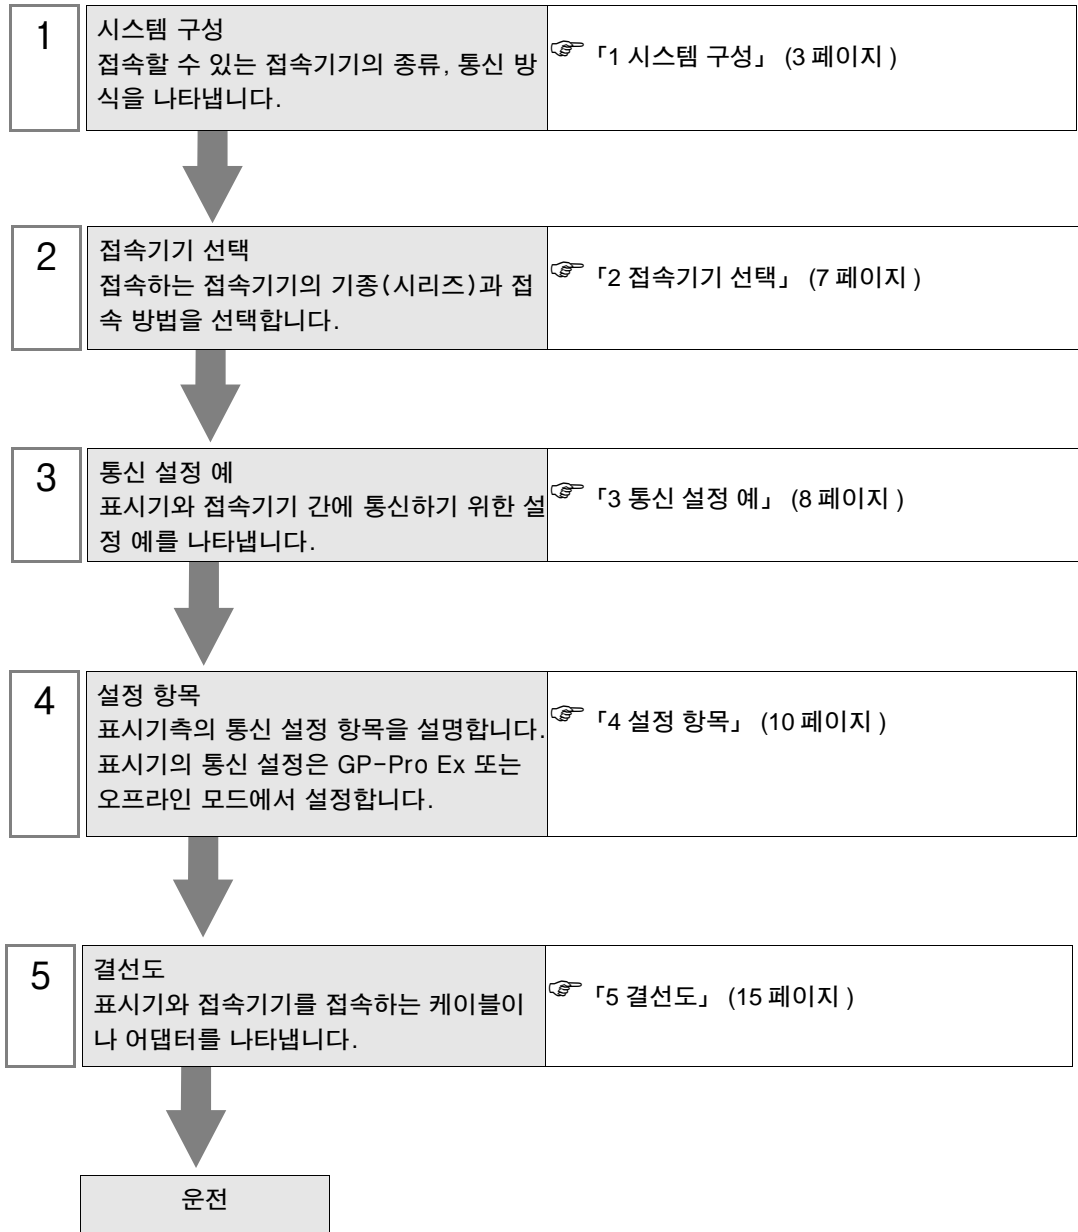 1
시스템 구성
접속할 수 있는 접속기기의 종류, 통신 방
식을 나타냅니다.
☞ 「1 시스템 구성」 (3 페이지 )
2
접속기기 선택
접속하는 접속기기의 기종(시리즈)과 접
속 방법을 선택합니다.
☞ 「2 접속기기 선택」 (7 페이지 )
3
통신 설정 예
표시기와 접속기기 간에 통신하기 위한 설
정 예를 나타냅니다.
☞ 「3 통신 설정 예」 (8 페이지 )
4
설정 항목
표시기측의 통신 설정 항목을 설명합니다.
표시기의 통신 설정은 GP-Pro Ex 또는
오프라인 모드에서 설정합니다.
☞ 「4 설정 항목」 (10 페이지 )
5
결선도
표시기와 접속기기를 접속하는 케이블이
나 어댑터를 나타냅니다.
☞ 「5 결선도」 (15 페이지 )
운전